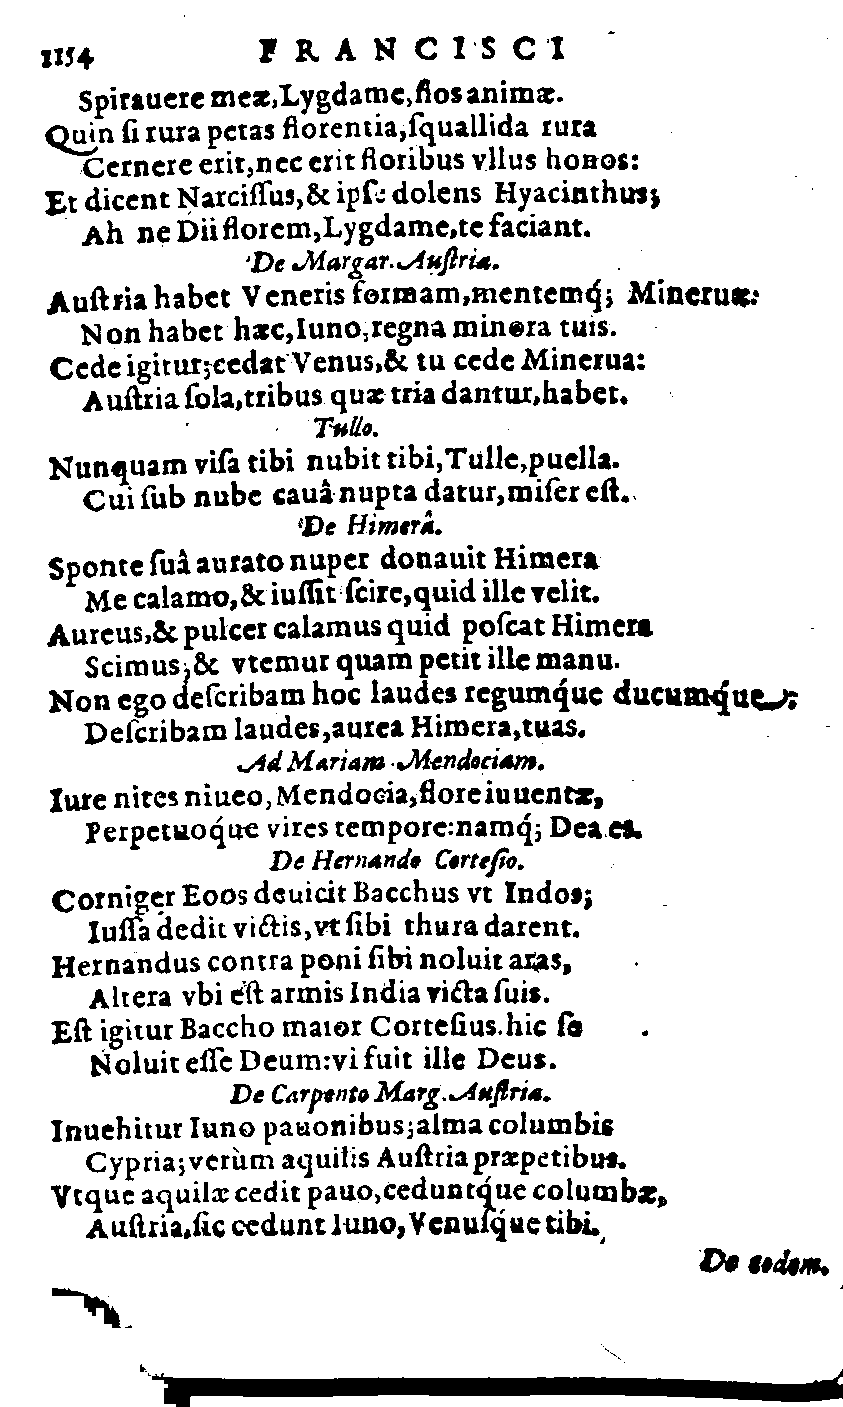 1154 FRANCISCI
Spirauere meæ,Lygdame,flos animæ.
Quin ſi rura petas florentia,ſquallida rura
Cernere erit,nec erit floribus vllus honos:
Et dicent Narciſſus,& ipſe dolens Hyacinthus;
Ah ne Dii florem,Lygdame,te faciant.
De Margar. Auſtria.
Auſtria habet Veneris formam,mentemq́; Mineruæ:
Non habet hæc,Iuno,regna minora tuis.
Cede igitur;cedat Venus,& tu cede Minerua:
Auſtria ſola,tribus quæ tria dantur,habet.
Tullo.
Nunquam viſa tibi nubit tibi,Tulle,puella.
Cui ſub nube cauâ nupta datur,miſer eſt.
De Himerâ.
Sponte ſuâ aurato nuper donauit Himera
Me calamo,& iuſſit ſcire,quid ille velit.
Aureus,& pulcer calamus quid poſcat Himera
Scimus;& vtemur quam petit ille manu.
Non ego deſcribam hoc laudes regumq́ue ducumq́ue;
Deſcribam laudes,aurea Himera,tuas.
Ad Mariam Mendociam.
Iure nites niueo,Mendocia,flore iuuentæ,
Perpetuoq́ue vires tempore:namq́; Dea es.
De Hernando Corteſio.
Corniger Eoos deuicit Bacchus vt Indos;
Iuſſa dedit victis,vt ſibi thura darent.
Hernandus contra poni ſibi noluit aras,
Altera vbi eſt armis India victa ſuis.
Eſt igitur Baccho maior Corteſius.hic ſe
Noluit eſſe Deum:vi fuit ille Deus.
De Carpento Marg. Auſtria.
Inuehitur Iuno pauonibus;alma columbis
Cypria;verùm aquilis Auſtria præpetibus.
Vtque aquilæ cedit pauo,ceduntq́ue columbæ,
Auſtria,ſic cedunt Iuno,Venuſq́ue tibi.
De eodem.